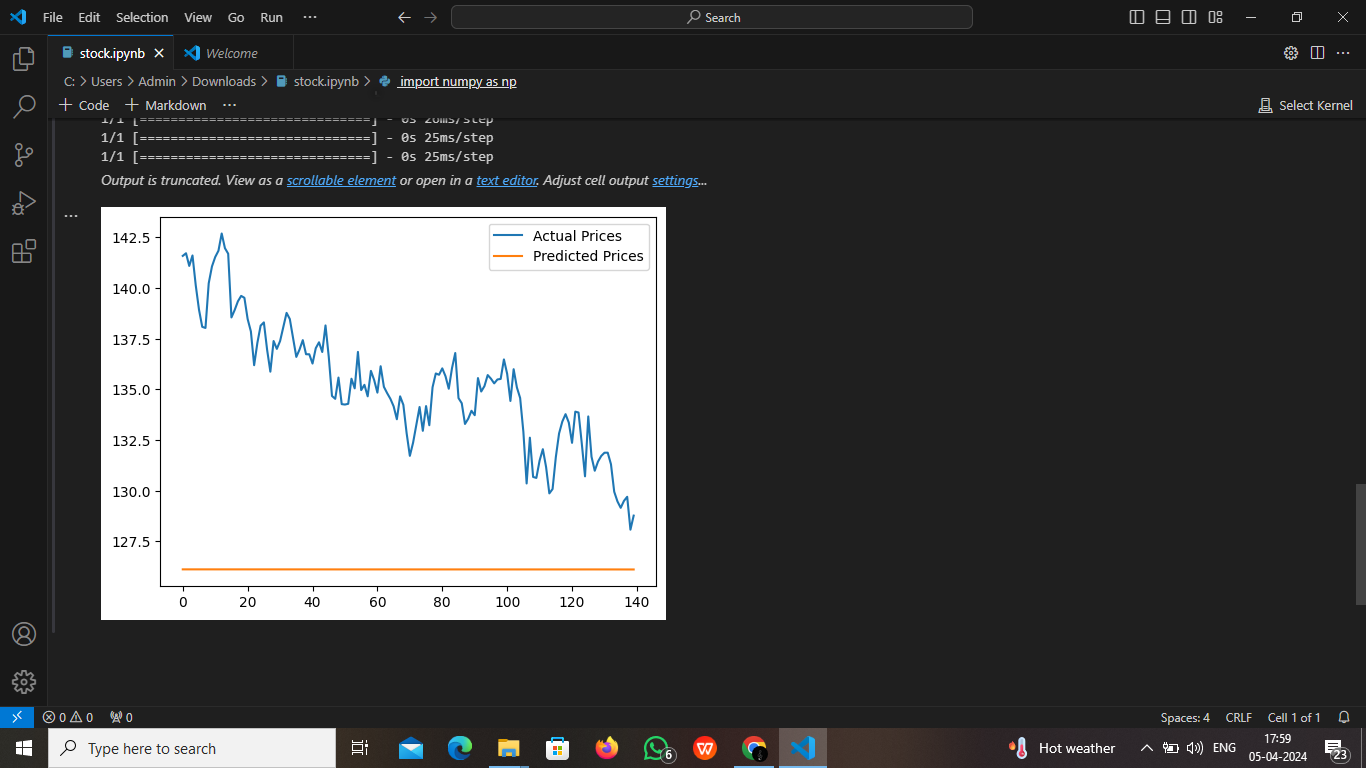 File Edit Selection View Go Run ··· Search
stock.ipynb Welcome
C: > Users > Admin > Downloads > stock.ipynb > import numpy as np
+ Code + Markdown ··· Select Kernel
1/1 [==============================] - 0s 26ms/step
1/1 [==============================] - 0s 25ms/step
1/1 [==============================] - 0s 25ms/step
Output is truncated. View as a scrollable element or open in a text editor. Adjust cell output settings...
Actual Prices
Predicted Prices
142.5
140.0
137.5
135.0
132.5
130.0
127.5
0 20 40 60 80 100 120 140
0 0 0 Spaces: 4 CRLF Cell 1 of 1
Type here to search 6 Hot weather ENG 17:59
05-04-2024 23